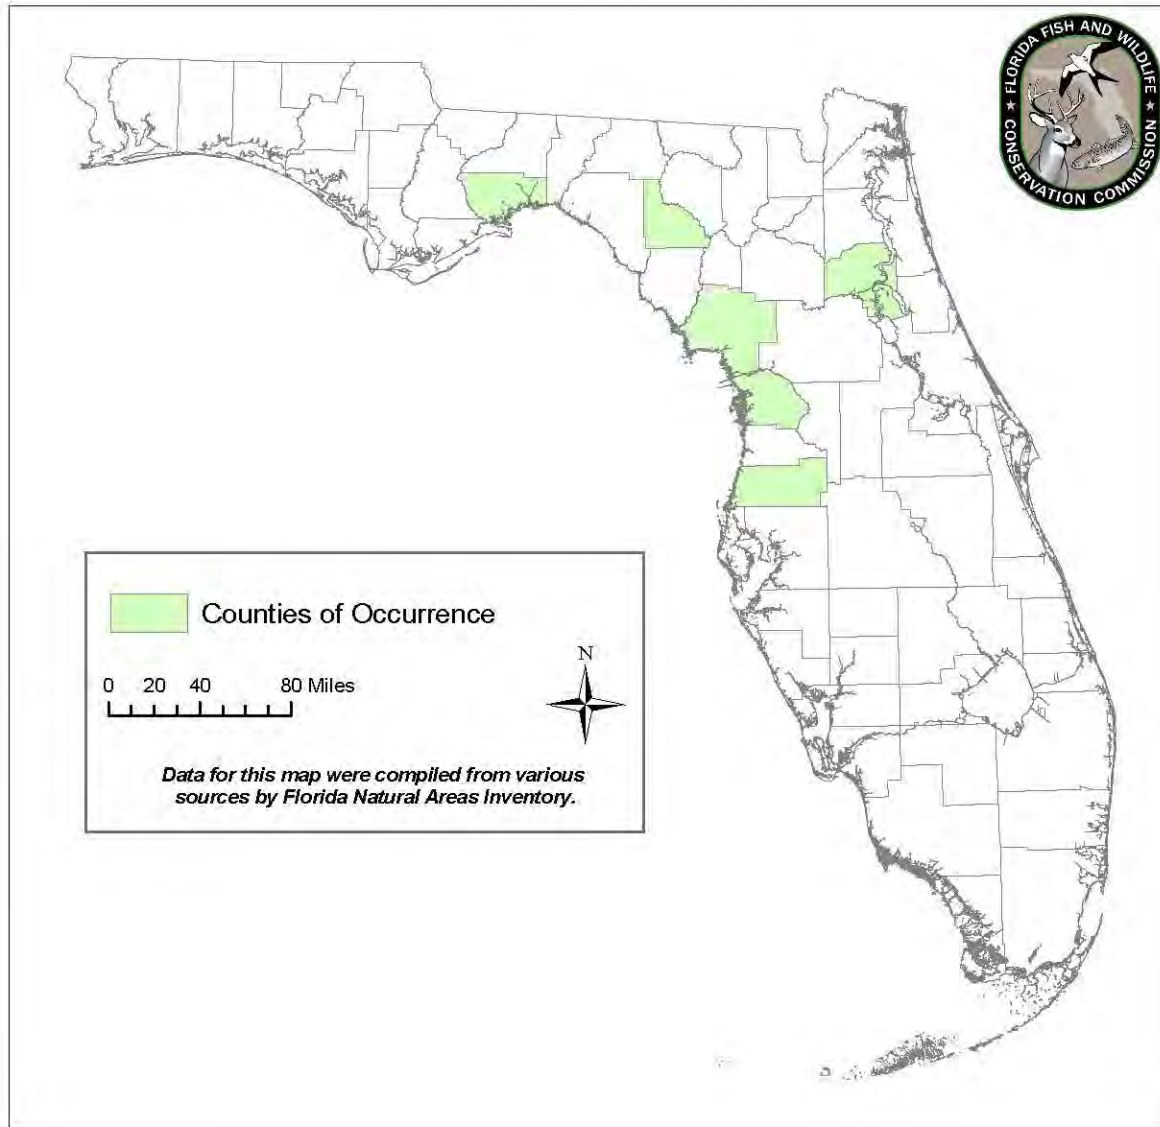 ★ FLORIDA FISH AND WILDLIFE ★
CONSERVATION COMMISSION
Counties of Occurrence
N
0 20 40 80 Miles
Data for this map were compiled from various
sources by Florida Natural Areas Inventory.